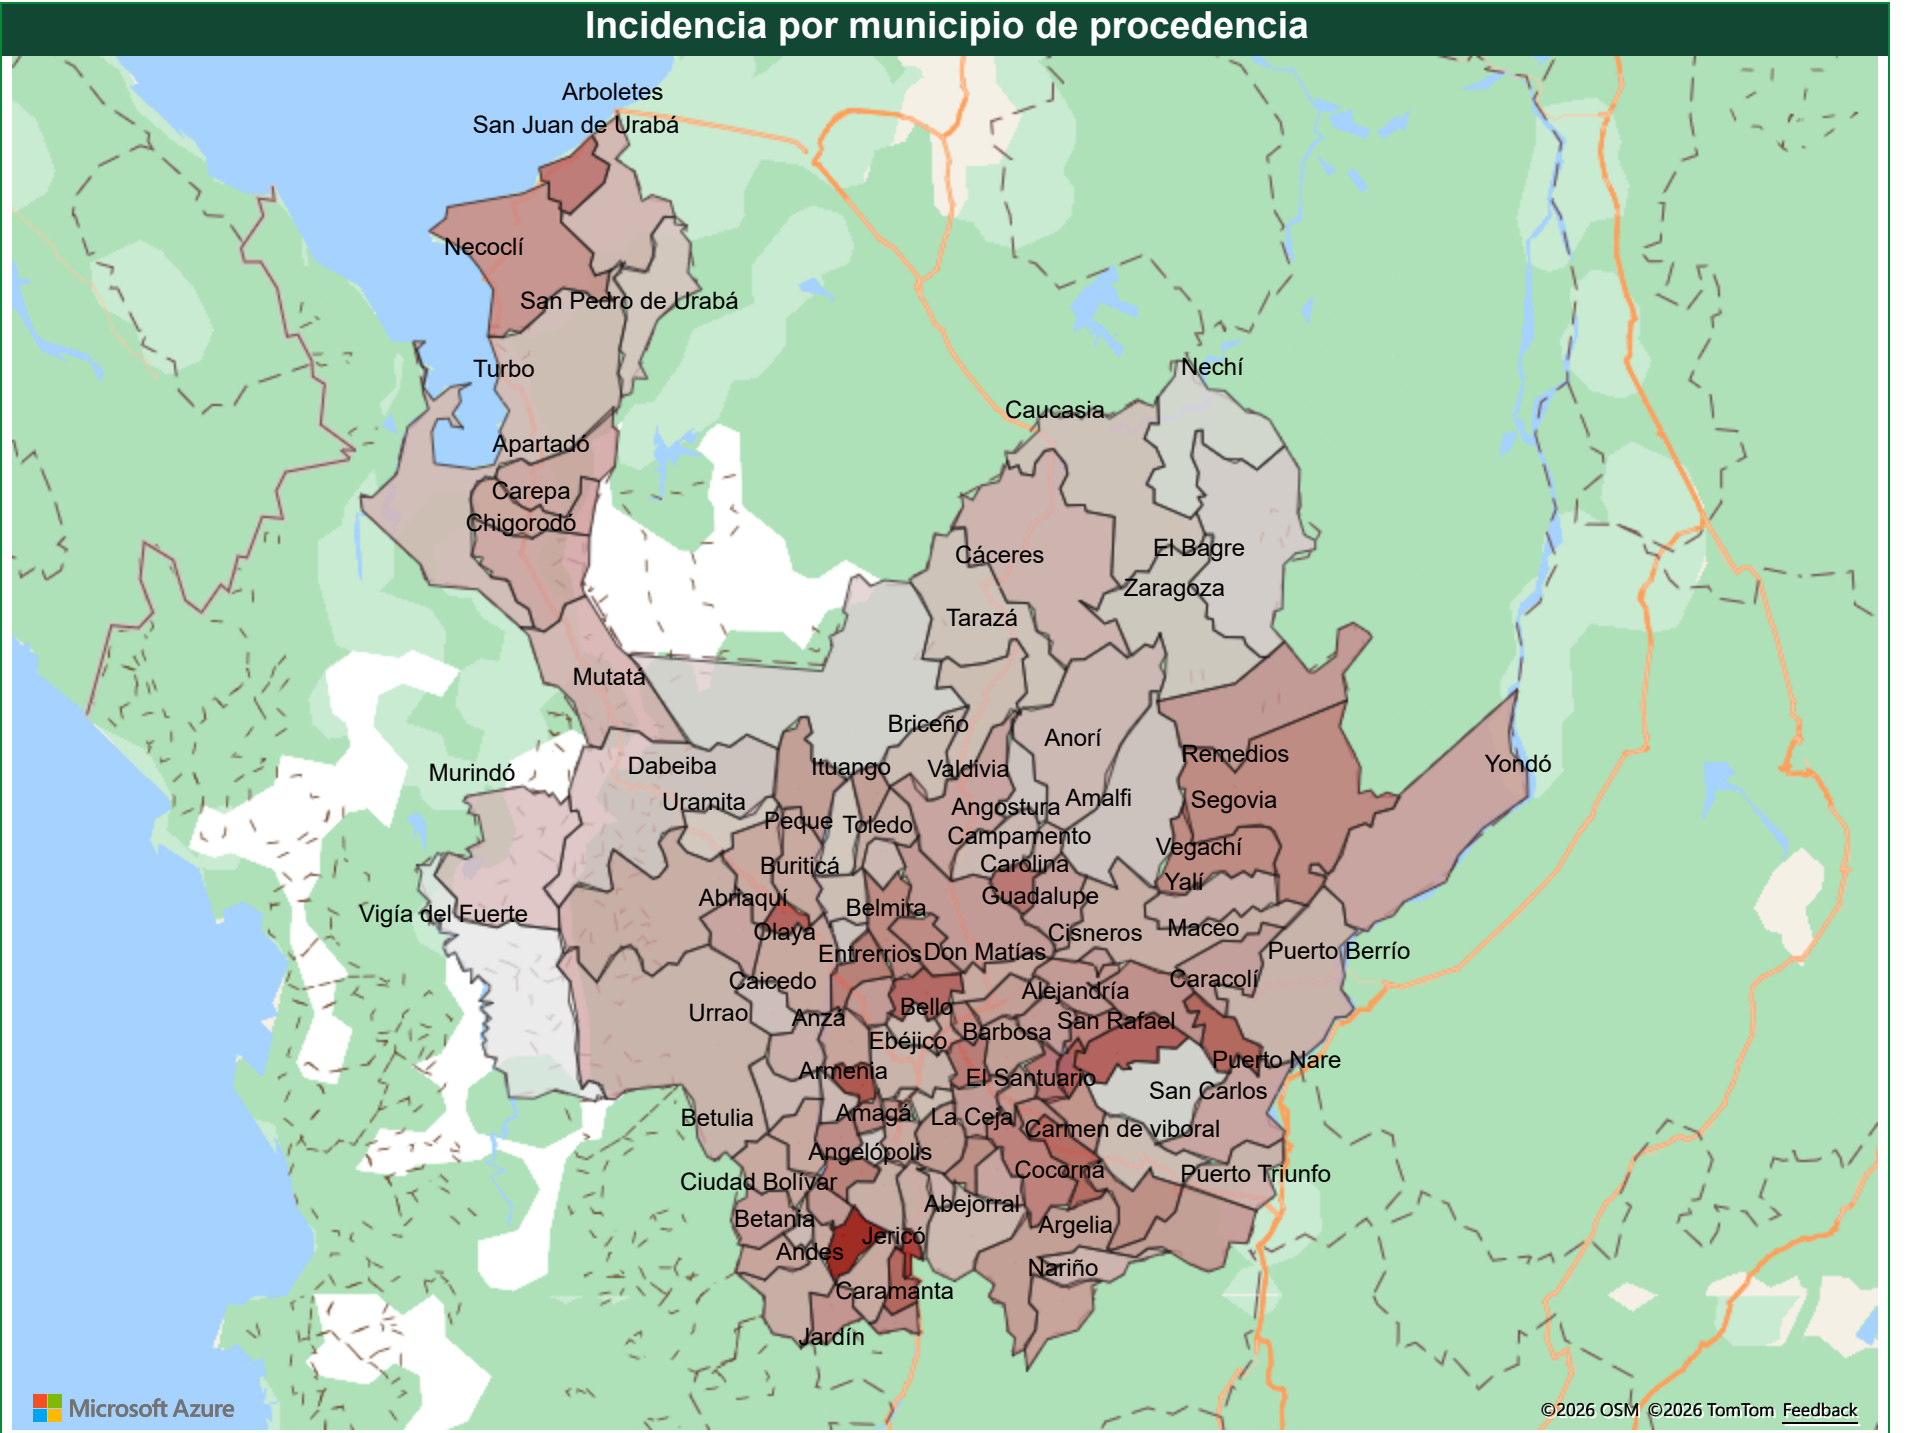 Incidencia por municipio de procedencia
Arboletes
San Juan de Urabá
Necoclí
San Pedro de Urabá
Turbo
Nechí
Caucasia
Apartadó
Carepa
Chigorodó
El Bagre
Cáceres
Zaragoza
Tarazá
Mutatá
Briceño
Anorí
Remedios
Yondó
Dabeiba
Ituango
Valdivia
Murindó
Uramita
Angostura
Amalfi
Segovia
Peque
Toledo
Campamento
Vegachí
Buriticá
Carolina
Yalí
Abriaquí
Guadalupe
Belmira
Vigía del Fuerte
Olaya
Cisneros
Maceo
Entrerrios
Don Matías
Puerto Berrío
Caicedo
Caracolí
Alejandría
Bello
Urrao
Anzá
San Rafael
Barbosa
Ebéjico
Puerto Nare
Armenia
El Santuario
San Carlos
Betulia
Amagá
La Ceja
Carmen de viboral
Angelópolis
Cocorná
Puerto Triunfo
Ciudad Bolívar
Abejorral
Betania
Argelia
Jericó
Andes
Nariño
Caramanta
Jardín
Microsoft Azure
©2026 OSM ©2026 TomTom Feedback